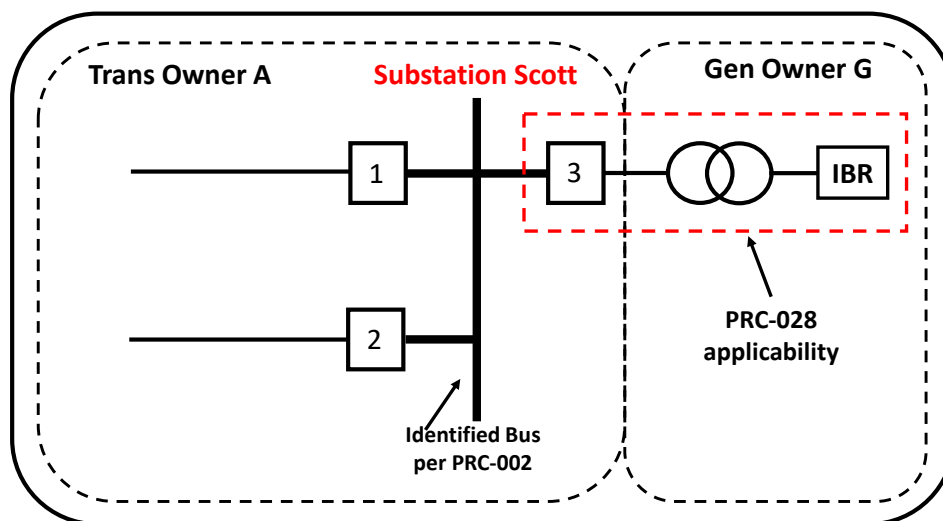 Trans Owner A
Substation Scott
Gen Owner G
1
3
IBR
2
PRC-028
applicability
Identified Bus
per PRC-002